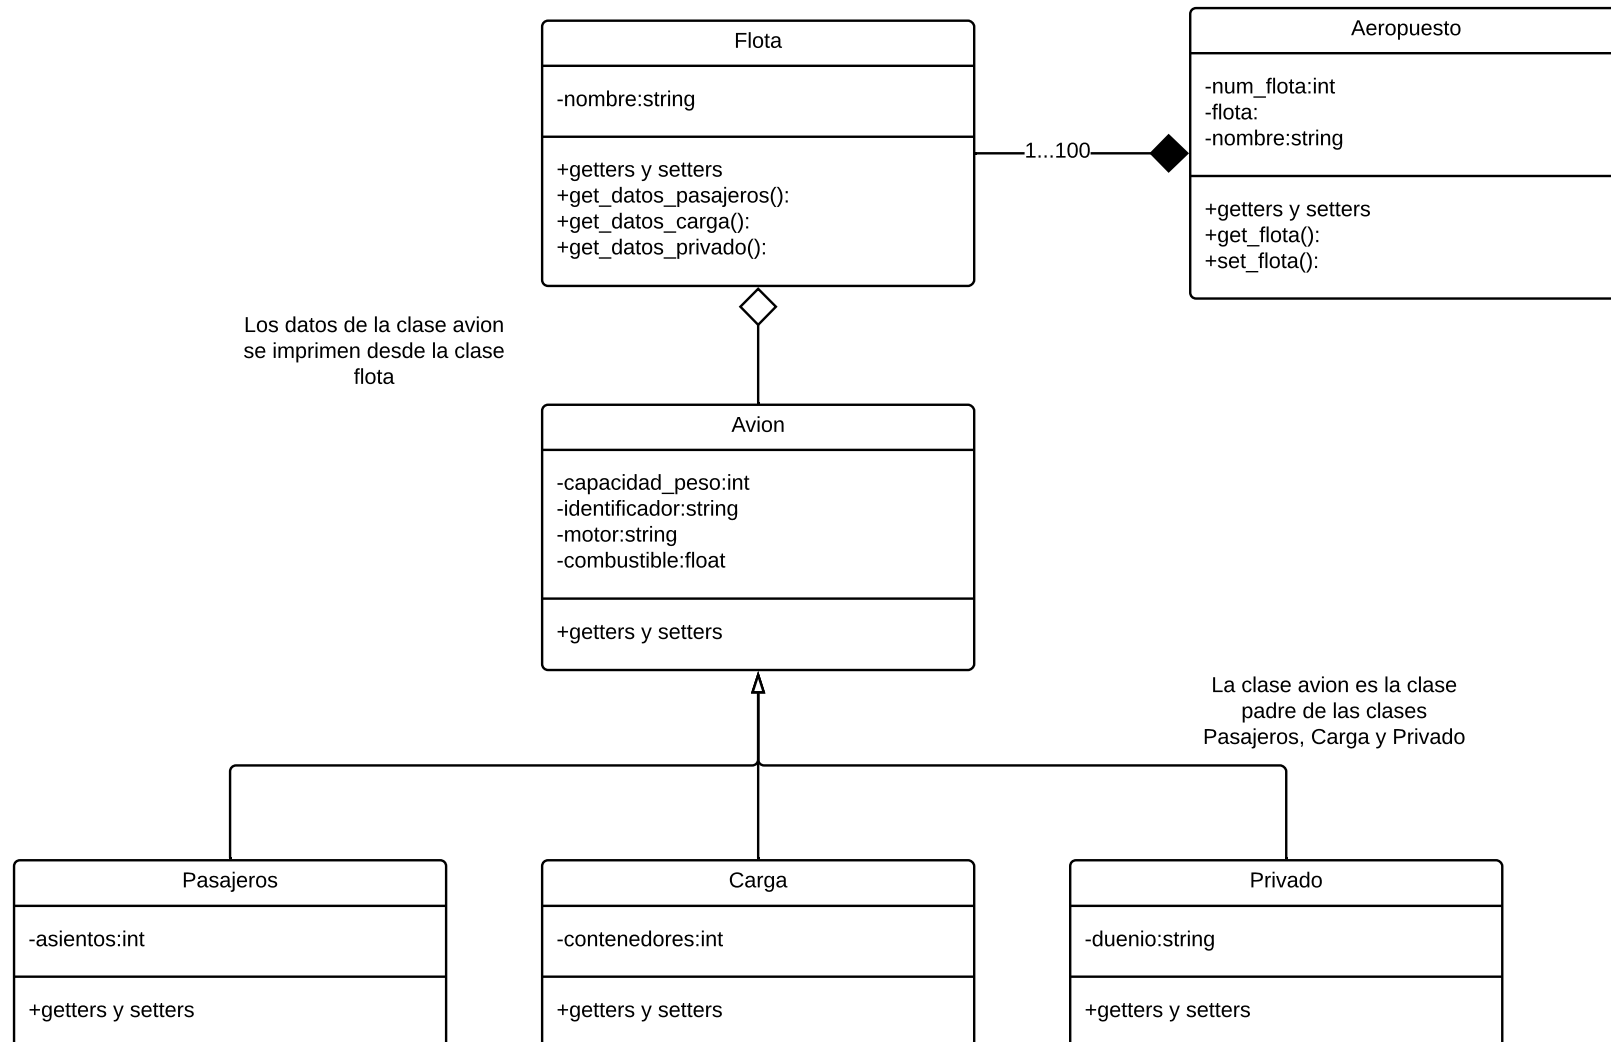 Flota
-nombre:string
+getters y setters
+get_datos_pasajeros():
+get_datos_carga():
+get_datos_privado():
1...100
Aeropuesto
-num_flota:int
-flota:
-nombre:string
+getters y setters
+get_flota():
+set_flota():
Los datos de la clase avion
se imprimen desde la clase
flota
Avion
-capacidad_peso:int
-identificador:string
-motor:string
-combustible:float
+getters y setters
La clase avion es la clase
padre de las clases
Pasajeros, Carga y Privado
Pasajeros
-asientos:int
+getters y setters
Carga
-contenedores:int
+getters y setters
Privado
-duenio:string
+getters y setters